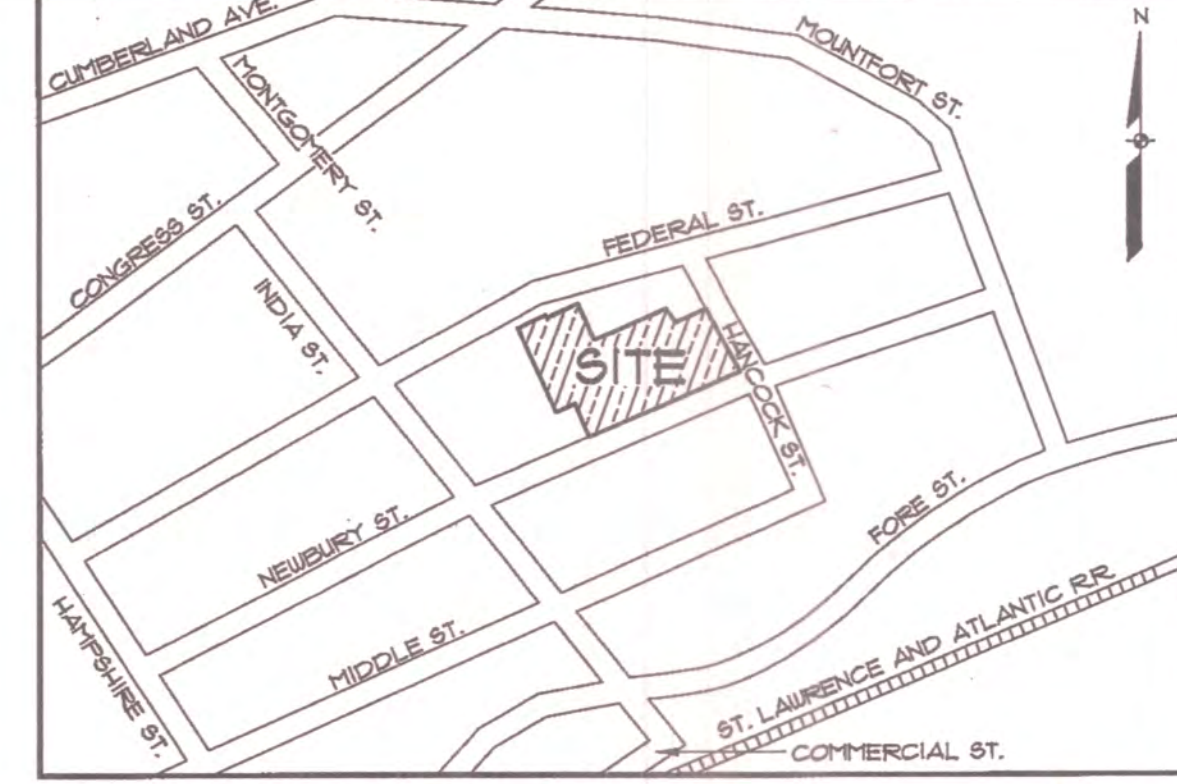 CUMBERLAND AVE.
MOUNTFORT ST.
N
MONTGOMERY ST.
CONGRESS ST.
FEDERAL ST.
INDIA ST.
SITE
HANCOCK ST.
FORE ST.
NEWBURY ST.
HAMPSHIRE ST.
MIDDLE ST.
ST. LAWRENCE AND ATLANTIC RR
COMMERCIAL ST.